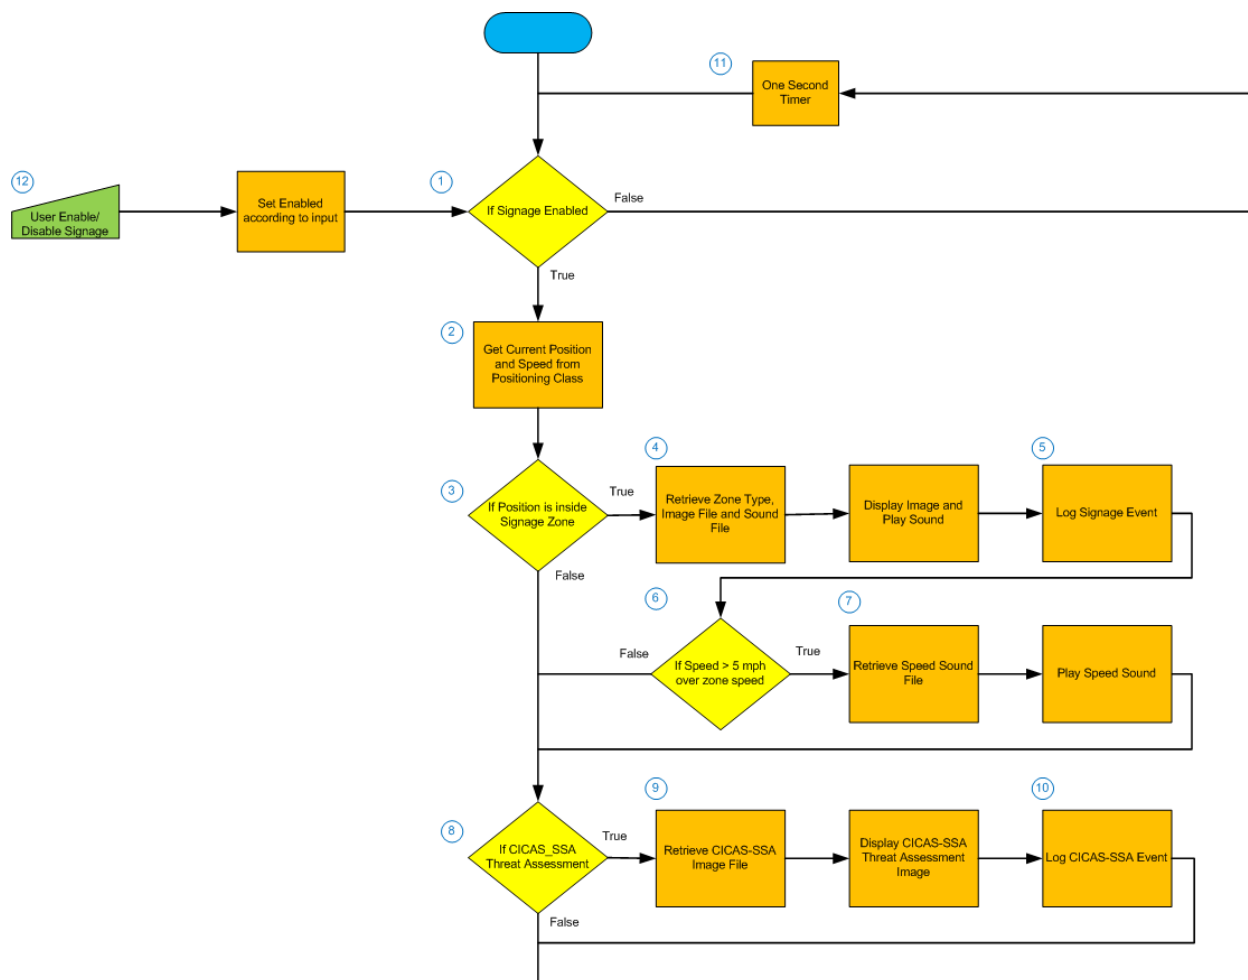 11
One Second
Timer
12
User Enable/
Disable Signage
Set Enabled
according to input
1
If Signage Enabled
False
True
2
Get Current Position
and Speed from
Positioning Class
3
If Position is inside
Signage Zone
True
False
4
Retrieve Zone Type,
Image File and Sound
File
Display Image and
Play Sound
5
Log Signage Event
6
If Speed > 5 mph
over zone speed
False
True
7
Retrieve Speed Sound
File
Play Speed Sound
8
If CICAS_SSA
Threat Assessment
True
False
9
Retrieve CICAS-SSA
Image File
Display CICAS-SSA
Threat Assessment
Image
10
Log CICAS-SSA Event